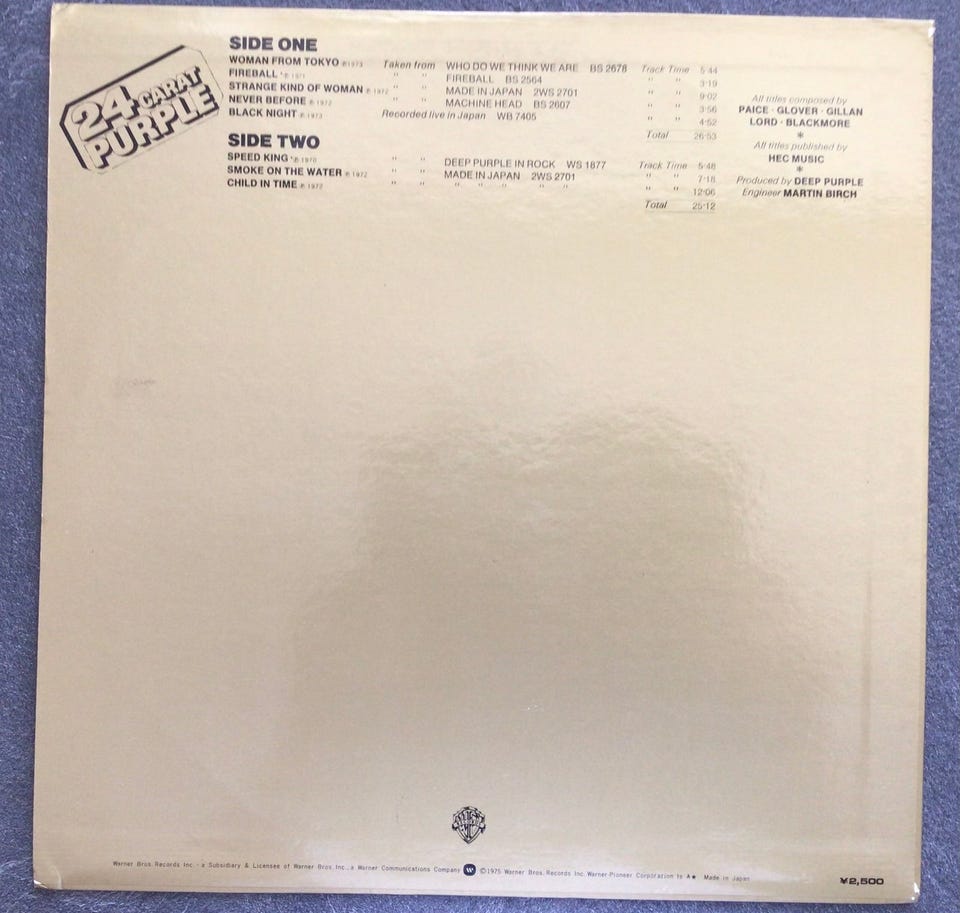 24 CARAT
PURPLE
SIDE ONE
WOMAN FROM TOKYO ℗1973 Taken from WHO DO WE THINK WE ARE BS 2678 Track Time 5·44
FIREBALL *℗1971 " " FIREBALL BS 2564 " " 3·19
STRANGE KIND OF WOMAN ℗1972 " " MADE IN JAPAN 2WS 2701 " " 9·02
NEVER BEFORE ℗1972 " " MACHINE HEAD BS 2607 " " 3·56
BLACK NIGHT *℗1973 Recorded live in Japan WB 7405 " " 4·52
Total 26·53
SIDE TWO
SPEED KING *℗1970 " " DEEP PURPLE IN ROCK WS 1877 Track Time 5·48
SMOKE ON THE WATER ℗1972 " " MADE IN JAPAN 2WS 2701 " " 7·18
CHILD IN TIME ℗1972 " " " " " " " " " 12·06
Total 25·12
All titles composed by
PAICE · GLOVER · GILLAN
LORD · BLACKMORE
*
All titles published by
HEC MUSIC
*
Produced by DEEP PURPLE
Engineer MARTIN BIRCH
Warner Bros. Records Inc. - a Subsidiary & Licensee of Warner Bros. Inc., a Warner Communications Company W ©1975 Warner Bros. Records Inc. Warner-Pioneer Corporation Made in Japan
¥2,500